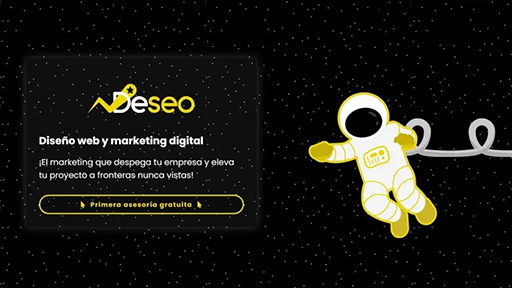 Deseo
Diseño web y marketing digital
¡El marketing que despega tu empresa y eleva
tu proyecto a fronteras nunca vistas!
Primera asesoria gratuita